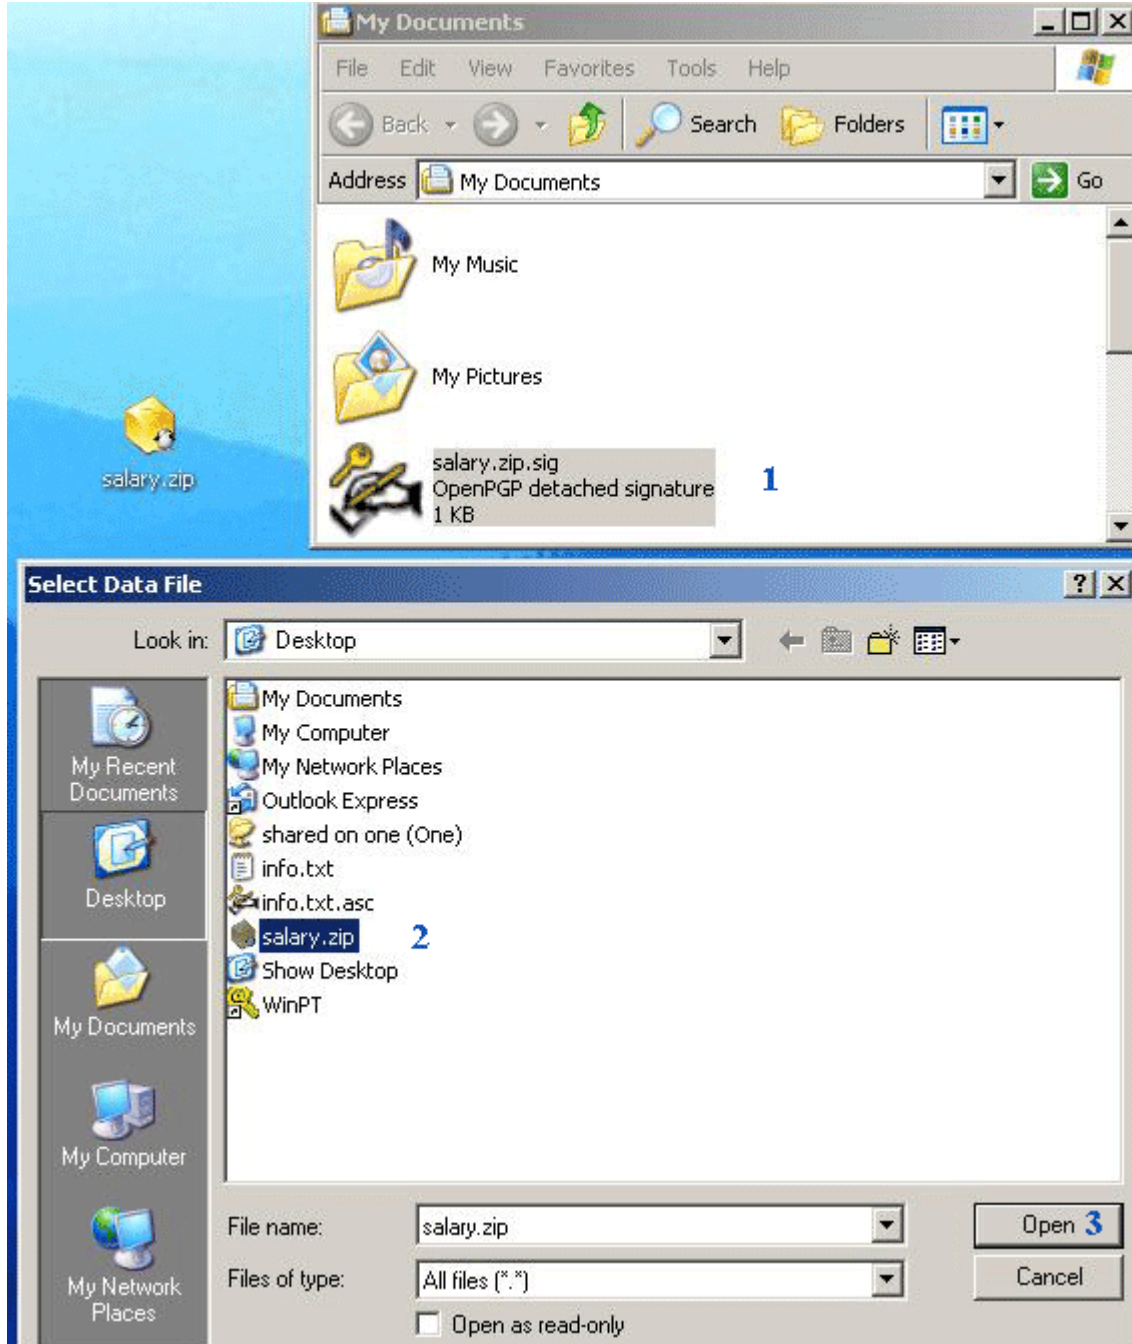 My Documents
File Edit View Favorites Tools Help
Back Search Folders
Address My Documents Go
My Music
My Pictures
salary.zip
salary.zip.sig
OpenPGP detached signature
1 KB
1
Select Data File
Look in: Desktop
My Recent
Documents
Desktop
My Documents
My Computer
My Network
Places
My Documents
My Computer
My Network Places
Outlook Express
shared on one (One)
info.txt
info.txt.asc
salary.zip 2
Show Desktop
WinPT
File name: salary.zip Open 3
Files of type: All files (*.*) Cancel
Open as read-only